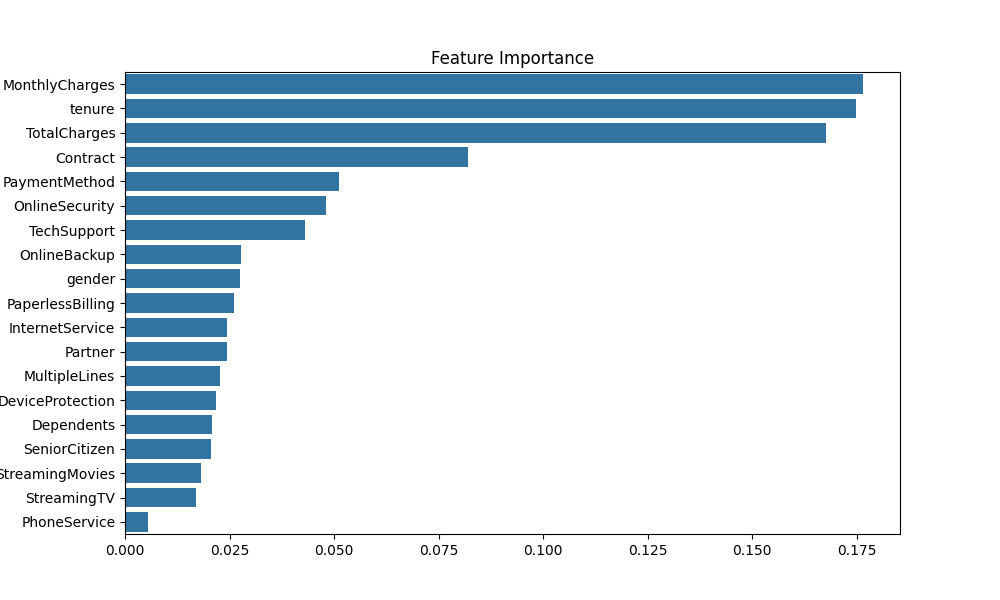 Feature Importance
MonthlyCharges
tenure
TotalCharges
Contract
PaymentMethod
OnlineSecurity
TechSupport
OnlineBackup
gender
PaperlessBilling
InternetService
Partner
MultipleLines
DeviceProtection
Dependents
SeniorCitizen
StreamingMovies
StreamingTV
PhoneService
0.000 0.025 0.050 0.075 0.100 0.125 0.150 0.175